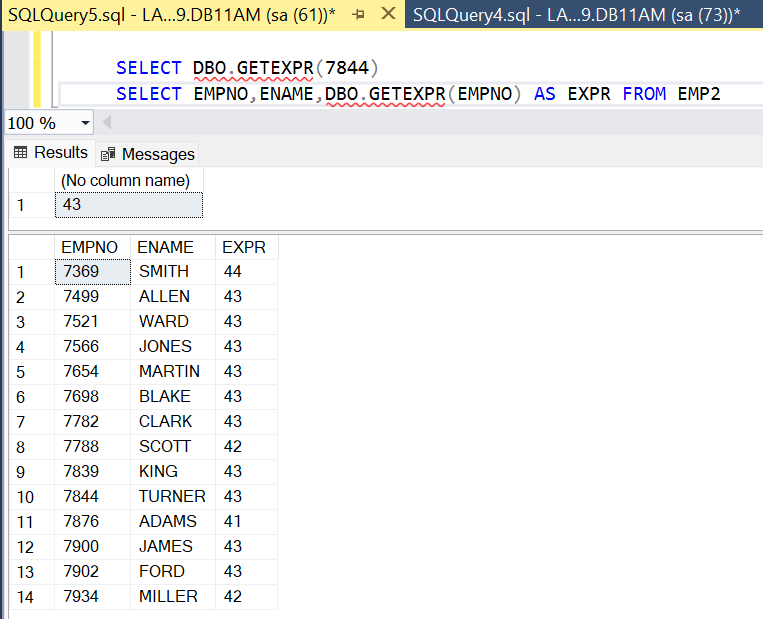 SQLQuery5.sql - LA...9.DB11AM (sa (61))* SQLQuery4.sql - LA...9.DB11AM (sa (73))*
SELECT DBO.GETEXPR(7844)
SELECT EMPNO,ENAME,DBO.GETEXPR(EMPNO) AS EXPR FROM EMP2
100 %
Results Messages
(No column name)
1 43
EMPNO ENAME EXPR
1 7369 SMITH 44
2 7499 ALLEN 43
3 7521 WARD 43
4 7566 JONES 43
5 7654 MARTIN 43
6 7698 BLAKE 43
7 7782 CLARK 43
8 7788 SCOTT 42
9 7839 KING 43
10 7844 TURNER 43
11 7876 ADAMS 41
12 7900 JAMES 43
13 7902 FORD 43
14 7934 MILLER 42